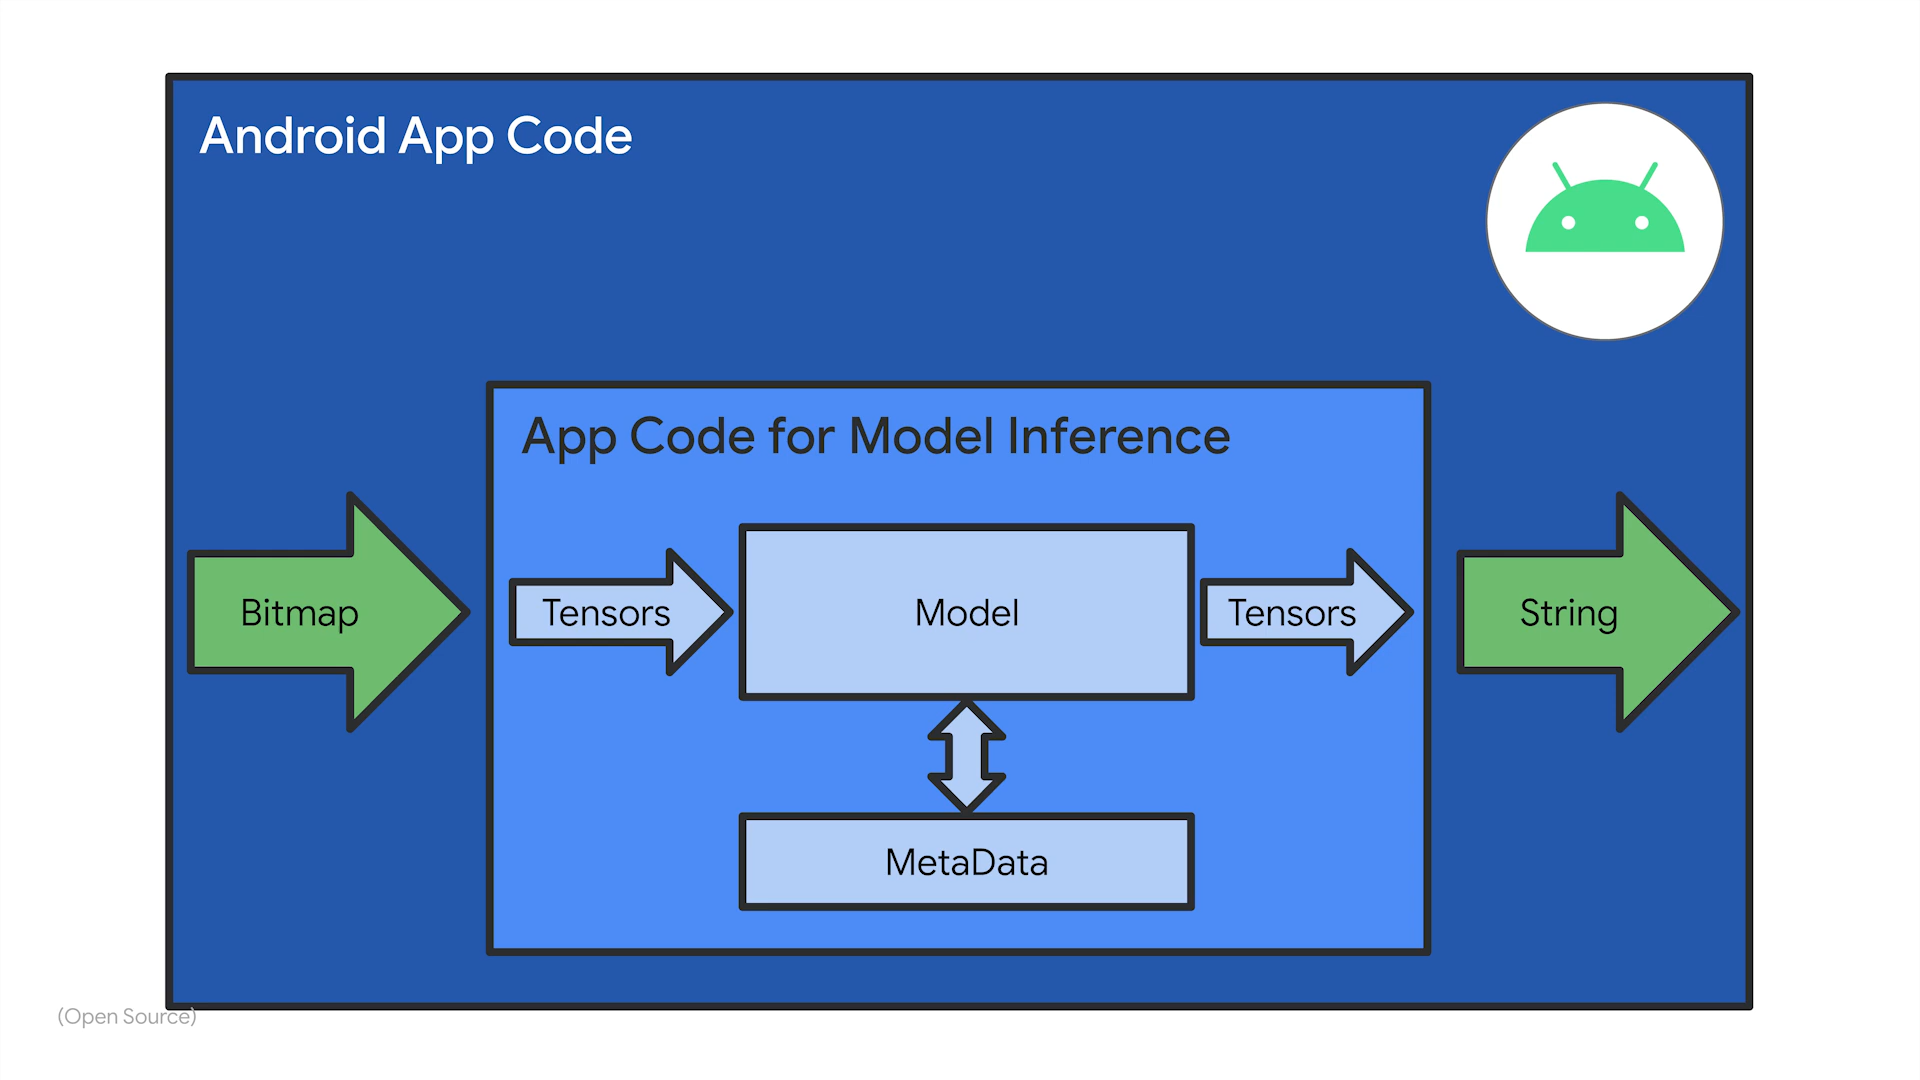 Android App Code
App Code for Model Inference
Bitmap
Tensors
Model
Tensors
String
MetaData
(Open Source)